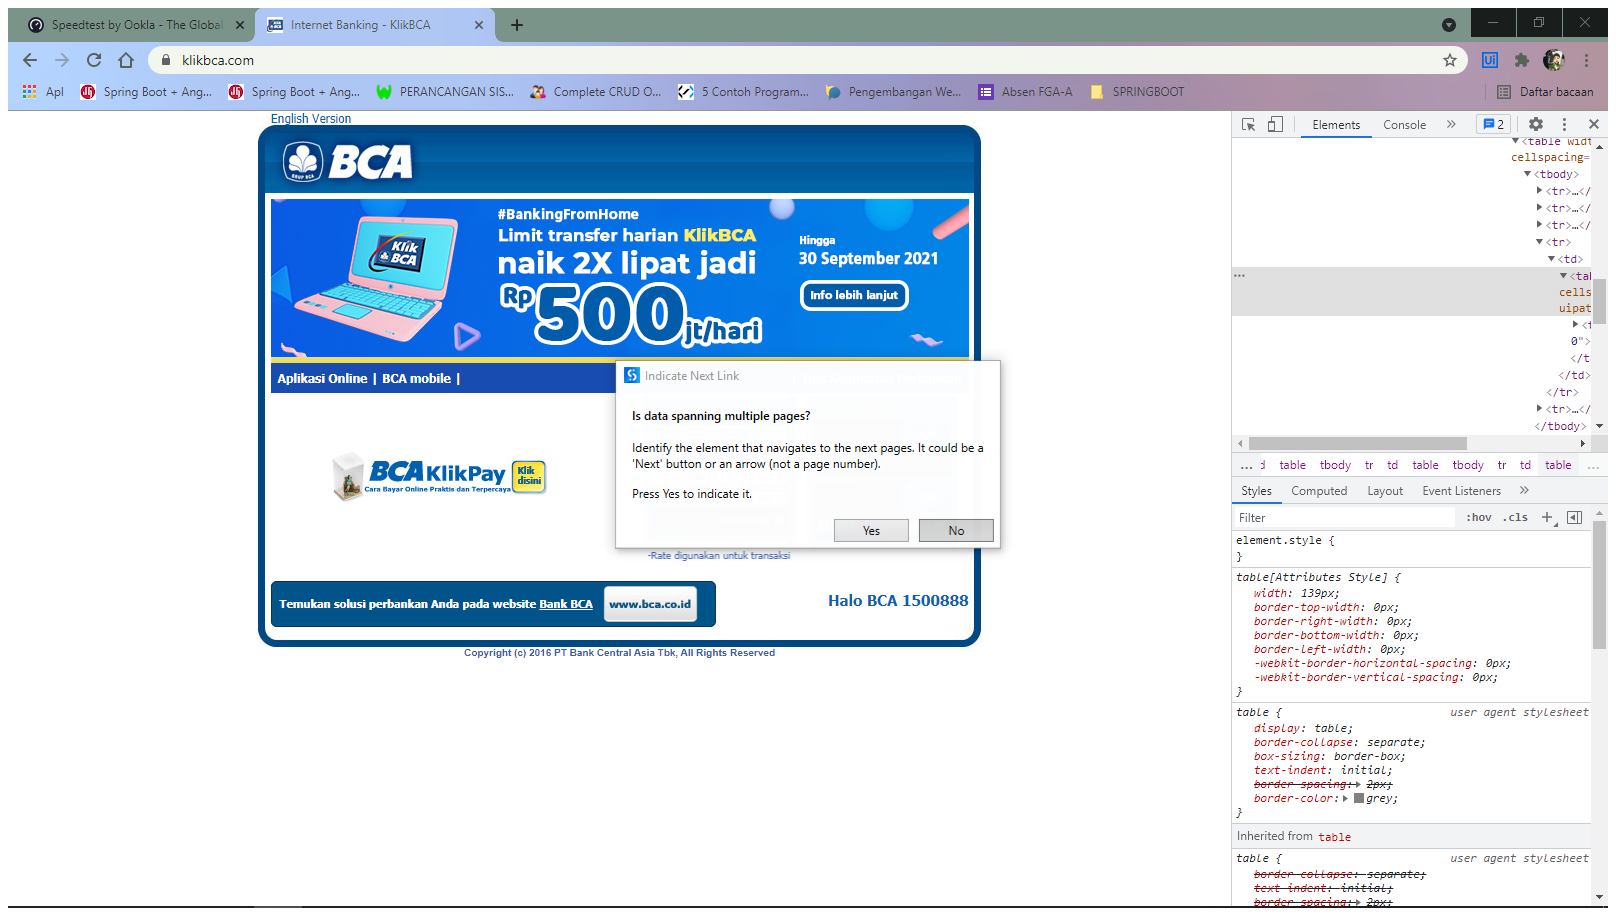 Speedtest by Ookla - The Global
Internet Banking - KlikBCA
klikbca.com
Apl
Spring Boot + Ang...
Spring Boot + Ang...
PERANCANGAN SIS...
Complete CRUD O...
5 Contoh Program...
Pengembangan We...
Absen FGA-A
SPRINGBOOT
Daftar bacaan
English Version
BCA
#BankingFromHome
Limit transfer harian KlikBCA
naik 2X lipat jadi
Rp 500 jt/hari
Klik BCA
Hingga
30 September 2021
Info lebih lanjut
Aplikasi Online | BCA mobile |
BCA KlikPay
Cara Bayar Online Praktis dan Terpercaya
Klik disini
Indicate Next Link
Is data spanning multiple pages?
Identify the element that navigates to the next pages. It could be a
'Next' button or an arrow (not a page number).
Press Yes to indicate it.
Yes
No
-Rate digunakan untuk transaksi
Temukan solusi perbankan Anda pada website Bank BCA
www.bca.co.id
Halo BCA 1500888
Copyright (c) 2016 PT Bank Central Asia Tbk, All Rights Reserved
Elements
Console
»
2
<table widt
cellspacing=
<tbody>
<tr>…</
<tr>…</
<tr>…</
<tr>
<td>
<tab
cells
uipat
<t
0">
</t
</td>
</tr>
<tr>…</
</tbody>
... d table tbody tr td table tbody tr td table ...
Styles
Computed
Layout
Event Listeners
»
Filter
:hov .cls +
element.style {
}
table[Attributes Style] {
width: 139px;
border-top-width: 0px;
border-right-width: 0px;
border-bottom-width: 0px;
border-left-width: 0px;
-webkit-border-horizontal-spacing: 0px;
-webkit-border-vertical-spacing: 0px;
}
table { user agent stylesheet
display: table;
border-collapse: separate;
box-sizing: border-box;
text-indent: initial;
border-spacing: 2px;
border-color: grey;
}
Inherited from table
table { user agent stylesheet
border-collapse: separate;
text-indent: initial;
border-spacing: 2px;